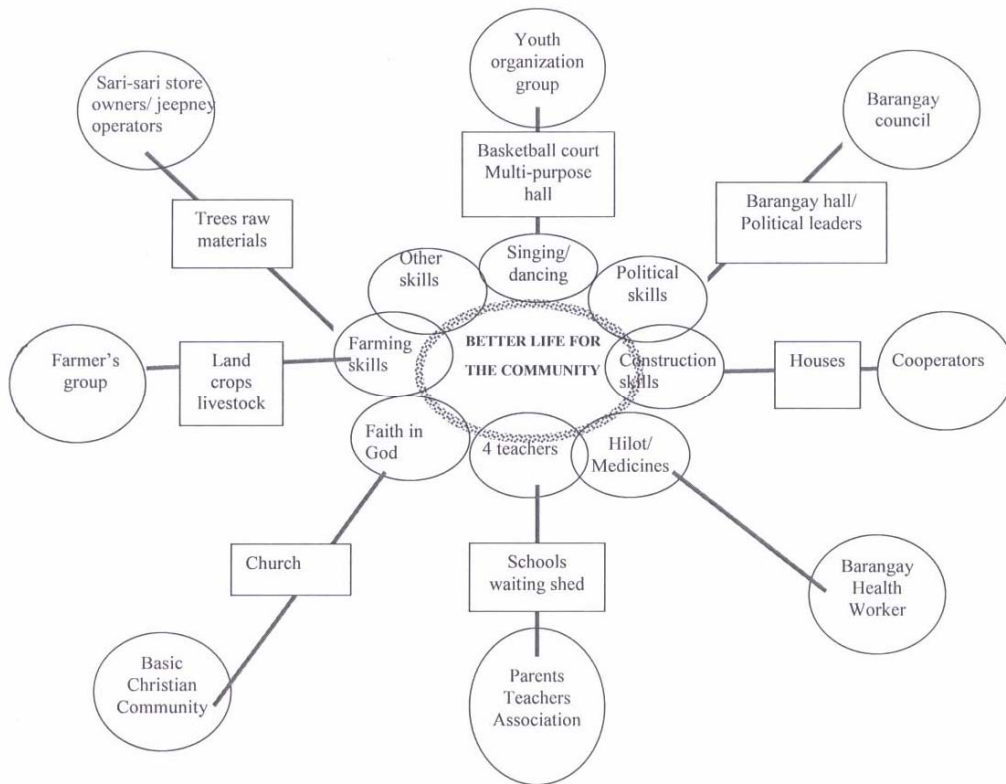 Youth
organization
group
Sari-sari store
owners/ jeepney
operators
Barangay
council
Basketball court
Multi-purpose
hall
Trees raw
materials
Barangay hall/
Political leaders
Other
skills
Singing/
dancing
Political
skills
Farmer's
group
Land
crops
livestock
Farming
skills
BETTER LIFE FOR
THE COMMUNITY
Construction
skills
Houses
Cooperators
Faith in
God
4 teachers
Hilot/
Medicines
Church
Schools
waiting shed
Barangay
Health
Worker
Basic
Christian
Community
Parents
Teachers
Association